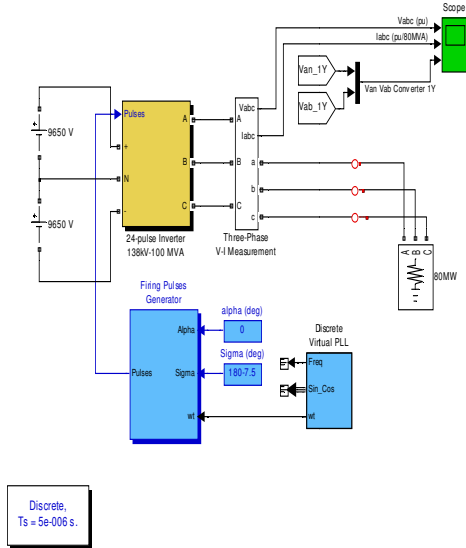 Scope
Vabc (pu)
Iabc (pu/80MVA)
Van_1Y
Vab_1Y
Van Vab Converter 1Y
Pulses
+
N
-
A
B
C
9650 V
9650 V
24-pulse Inverter
138kV-100 MVA
Vabc
Iabc
A
B
C
a
b
c
Three-Phase
V-I Measurement
A B C
80MW
Firing Pulses
Generator
Alpha
Pulses
Sigma
wt
alpha (deg)
0
Sigma (deg)
180-7.5
Discrete
Virtual PLL
Freq
Sin_Cos
wt
Discrete,
Ts = 5e-006 s.